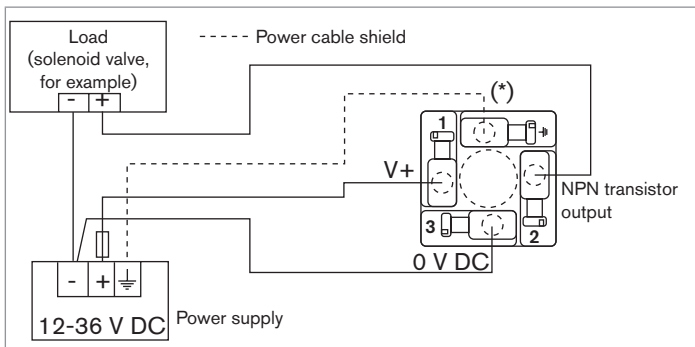 Load
(solenoid valve,
for example)
- +
Power cable shield
(*)
1
V+
NPN transistor
output
3
2
0 V DC
- +
12-36 V DC
Power supply